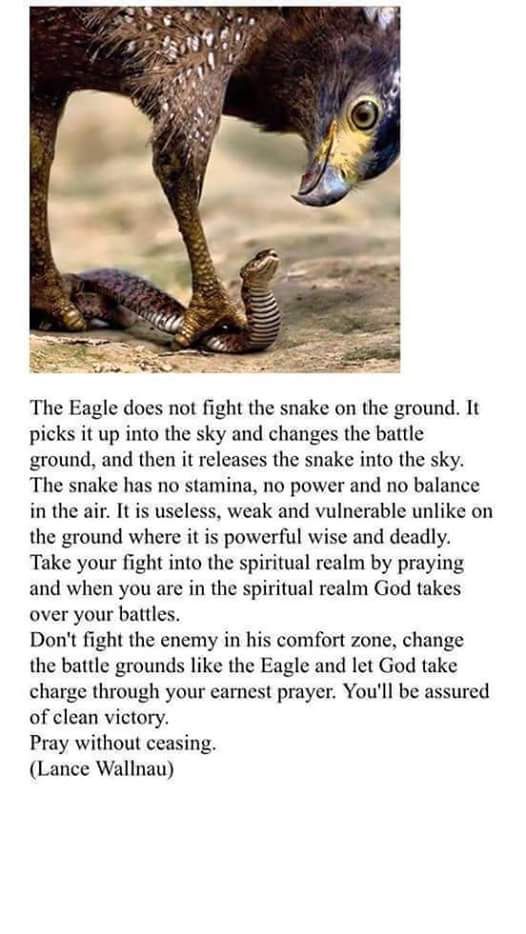 The Eagle does not fight the snake on the ground. It
picks it up into the sky and changes the battle
ground, and then it releases the snake into the sky.
The snake has no stamina, no power and no balance
in the air. It is useless, weak and vulnerable unlike on
the ground where it is powerful wise and deadly.
Take your fight into the spiritual realm by praying
and when you are in the spiritual realm God takes
over your battles.
Don't fight the enemy in his comfort zone, change
the battle grounds like the Eagle and let God take
charge through your earnest prayer. You'll be assured
of clean victory.
Pray without ceasing.
(Lance Wallnau)